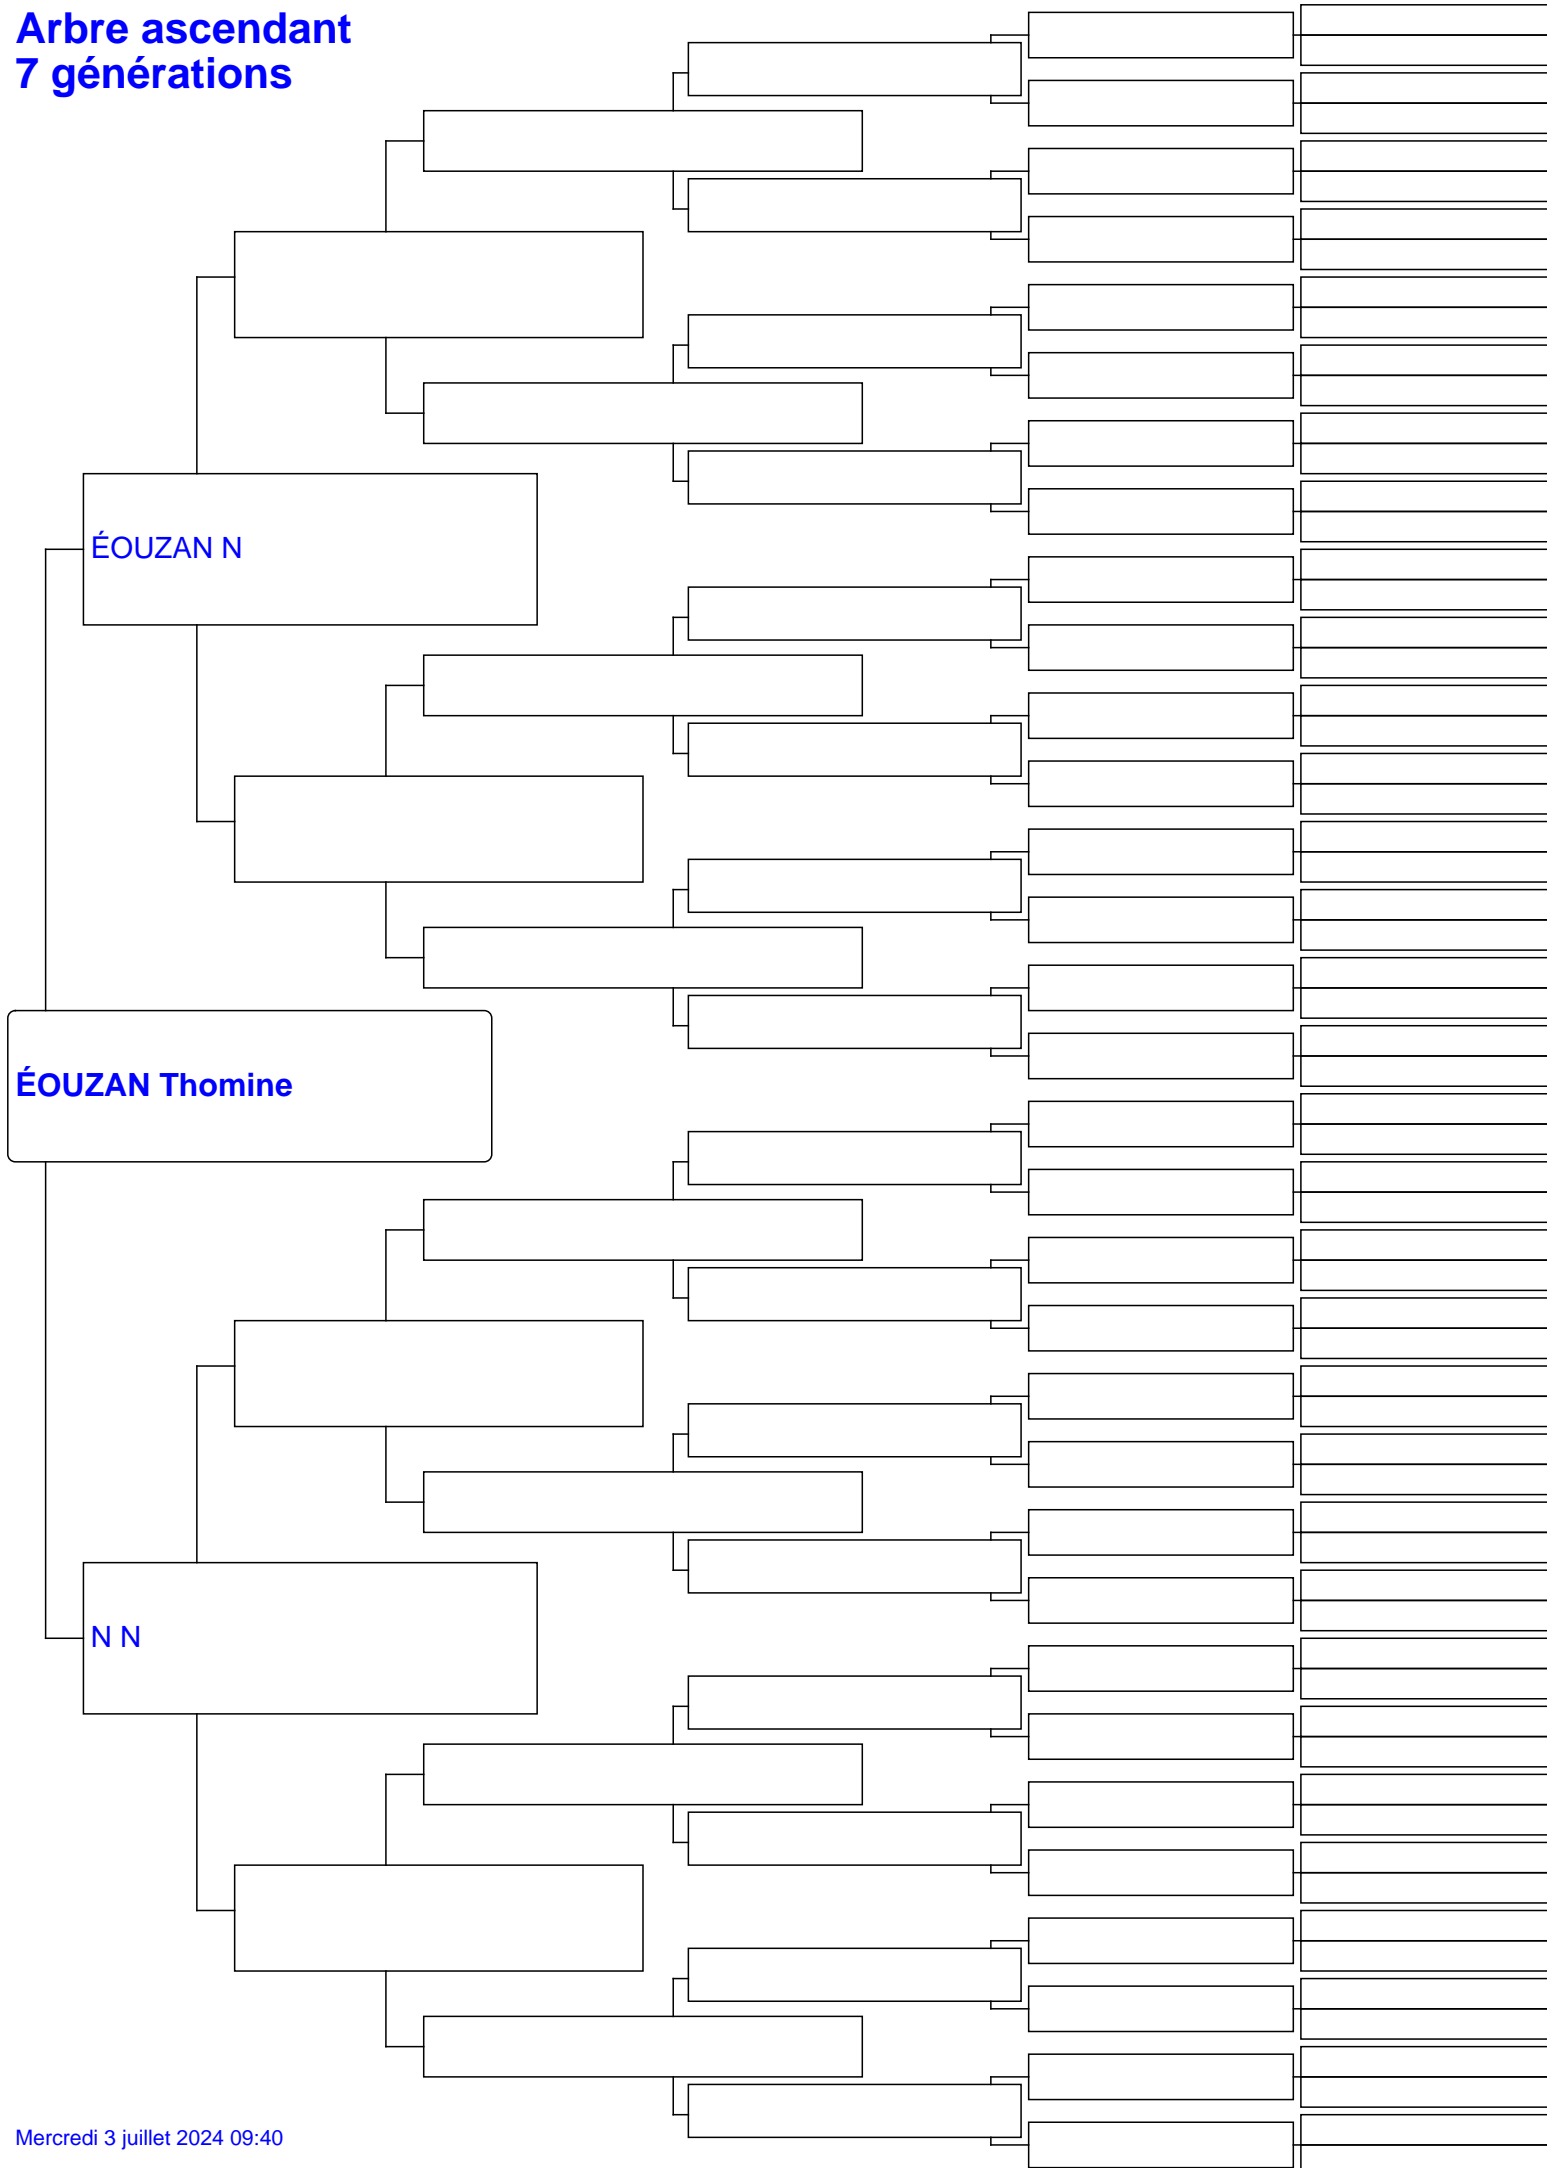 Arbre ascendant
7 générations
ÉOUZAN N
ÉOUZAN Thomine
N N
Mercredi 3 juillet 2024 09:40